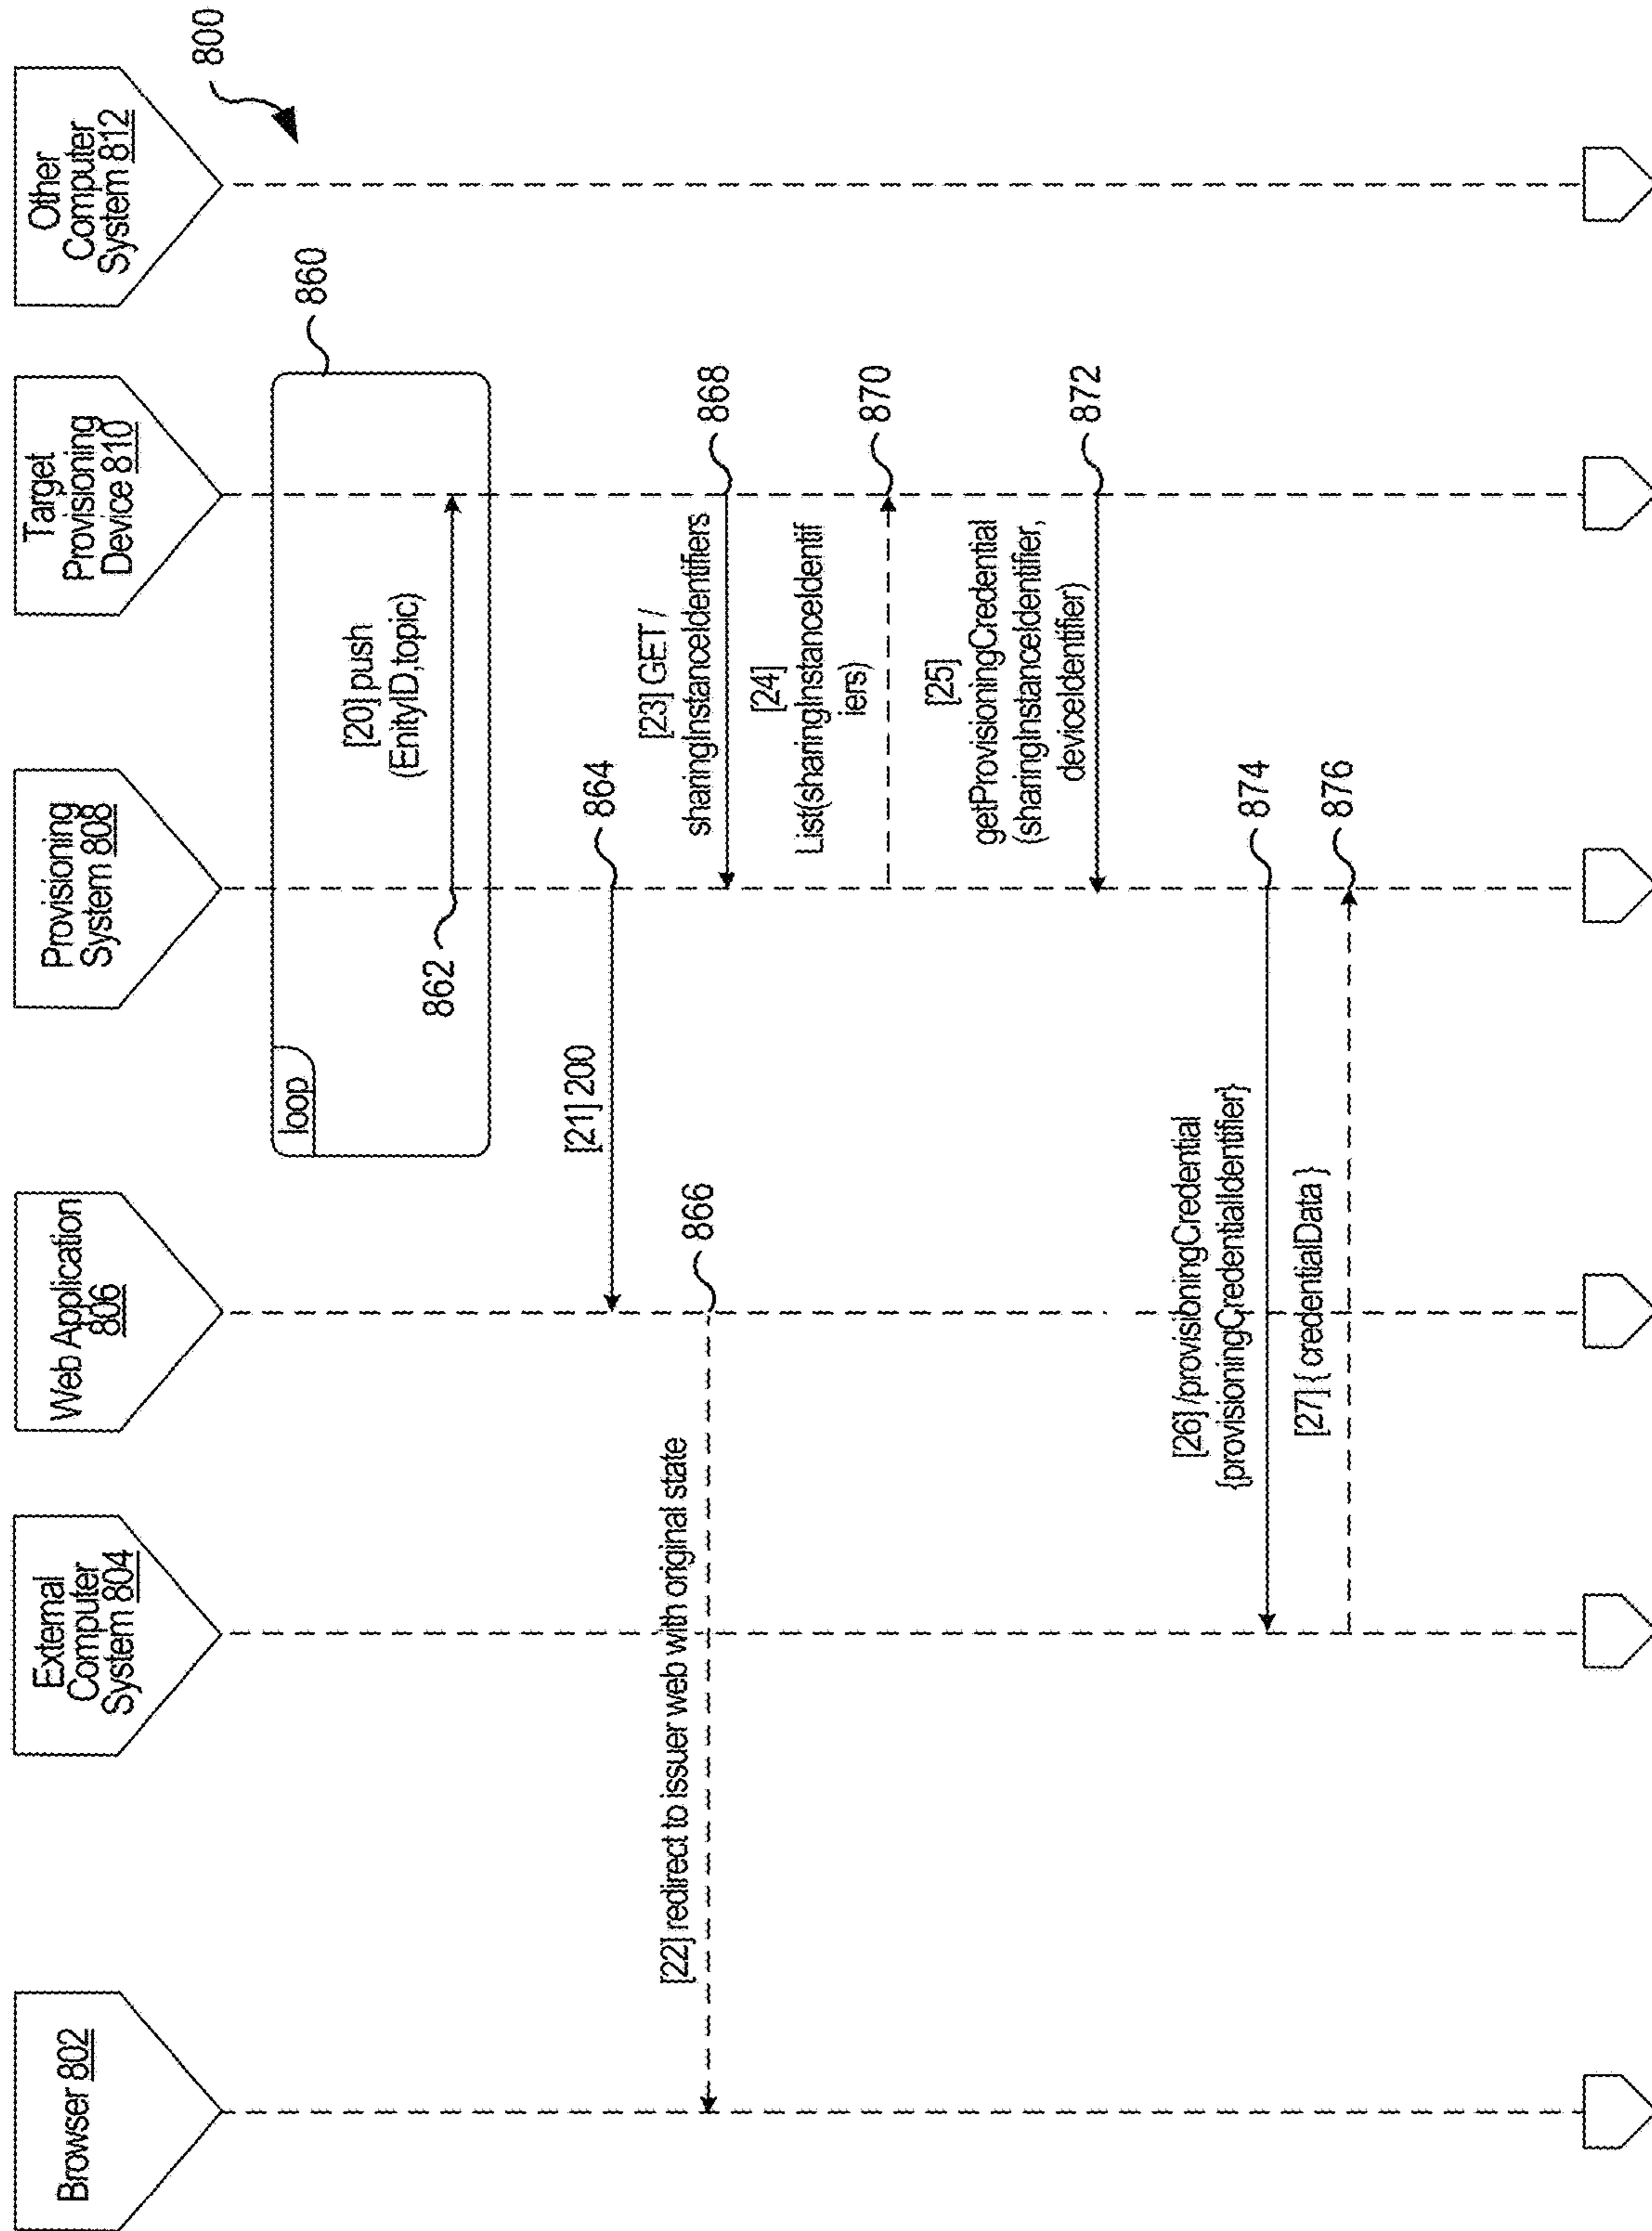 800
Browser 802
External
Computer
System 804
Web Application
806
Provisioning
System 808
Target
Provisioning
Device 810
Other
Computer
System 812
loop
860
[20] push
(EnityID,topic)
862
[21] 200
864
[22] redirect to issuer web with original state
866
[23] GET /
sharingInstanceIdentifiers
868
[24]
List(sharingInstanceIdentif
iers)
870
[25]
getProvisioningCredential
(sharingInstanceIdentifier,
deviceIdentifier)
872
[26] /provisioningCredential
{provisioningCredentialIdentifier}
874
[27] { credentialData }
876